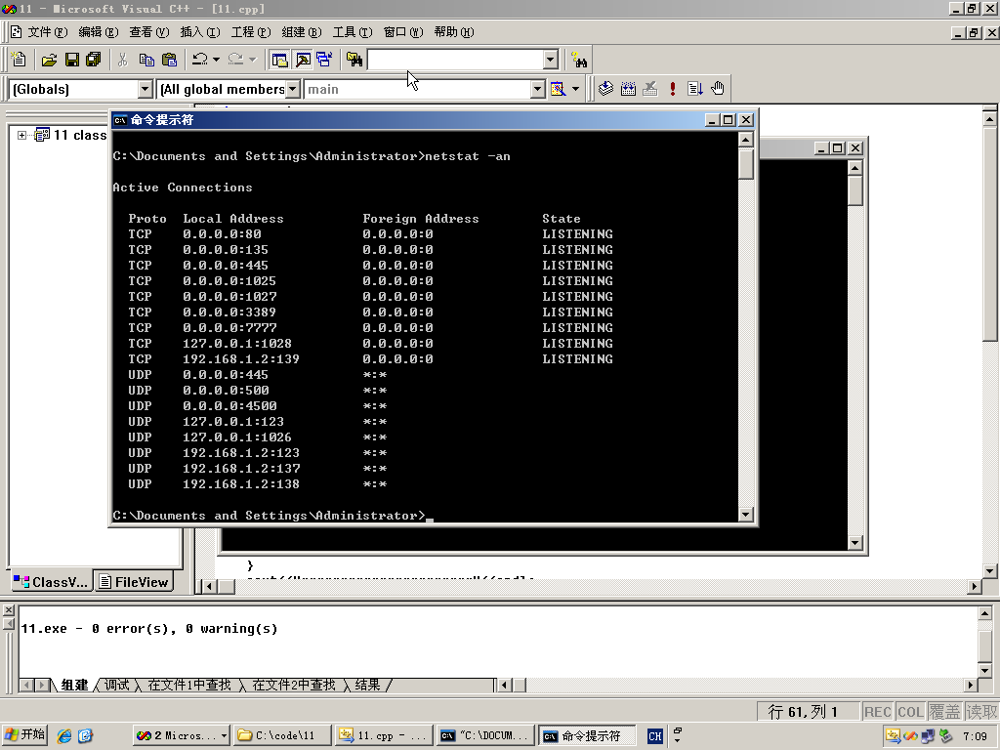 11 - Microsoft Visual C++ - [11.cpp]
文件(F) 编辑(E) 查看(V) 插入(I) 工程(P) 组建(B) 工具(T) 窗口(W) 帮助(H)
(Globals) (All global members main
命令提示符
11 class
C:\Documents and Settings\Administrator>netstat -an
Active Connections
Proto Local Address Foreign Address State
TCP 0.0.0.0:80 0.0.0.0:0 LISTENING
TCP 0.0.0.0:135 0.0.0.0:0 LISTENING
TCP 0.0.0.0:445 0.0.0.0:0 LISTENING
TCP 0.0.0.0:1025 0.0.0.0:0 LISTENING
TCP 0.0.0.0:1027 0.0.0.0:0 LISTENING
TCP 0.0.0.0:3389 0.0.0.0:0 LISTENING
TCP 0.0.0.0:7777 0.0.0.0:0 LISTENING
TCP 127.0.0.1:1028 0.0.0.0:0 LISTENING
TCP 192.168.1.2:139 0.0.0.0:0 LISTENING
UDP 0.0.0.0:445 *:*
UDP 0.0.0.0:500 *:*
UDP 0.0.0.0:4500 *:*
UDP 127.0.0.1:123 *:*
UDP 127.0.0.1:1026 *:*
UDP 192.168.1.2:123 *:*
UDP 192.168.1.2:137 *:*
UDP 192.168.1.2:138 *:*
C:\Documents and Settings\Administrator>_
}
ClassV... FileView
11.exe - 0 error(s), 0 warning(s)
组建 调试 在文件1中查找 在文件2中查找 结果
行 61, 列 1 REC COL 覆盖 读取
开始 2 Micros... C:\code\11 11.cpp - ... "C:\DOCUM... 命令提示符 CH 7:09